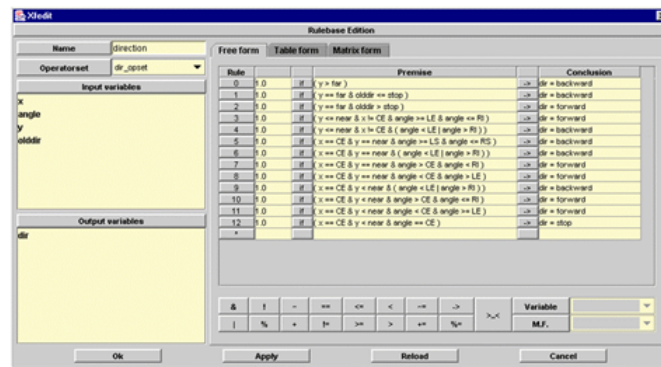 Xfedit
Rulebase Edition
Name direction
Operatorset dir_opset
Input variables
x
angle
y
olddir
Output variables
dir
Free form Table form Matrix form
Rule Premise Conclusion
0 1.0 if ( y > far ) -> dir = backward
1 1.0 if ( y == far & olddir <= stop ) -> dir = backward
2 1.0 if ( y == far & olddir > stop ) -> dir = forward
3 1.0 if ( y <= near & x != CE & angle >= LE & angle <= RI ) -> dir = forward
4 1.0 if ( y <= near & x != CE & ( angle < LE | angle > RI ) ) -> dir = backward
5 1.0 if ( x == CE & y == near & angle >= LS & angle <= RS ) -> dir = backward
6 1.0 if ( x == CE & y == near & ( angle < LE | angle > RI ) ) -> dir = backward
7 1.0 if ( x == CE & y == near & angle > CE & angle < RI ) -> dir = forward
8 1.0 if ( x == CE & y == near & angle < CE & angle > LE ) -> dir = forward
9 1.0 if ( x == CE & y < near & ( angle < LE | angle > RI ) ) -> dir = backward
10 1.0 if ( x == CE & y < near & angle > CE & angle <= RI ) -> dir = forward
11 1.0 if ( x == CE & y < near & angle < CE & angle >= LE ) -> dir = forward
12 1.0 if ( x == CE & y < near & angle == CE ) -> dir = stop
*
& ! ~ == <= < ~= -> >..< Variable
| % + != >= > += %= M.F.
Ok Apply Reload Cancel